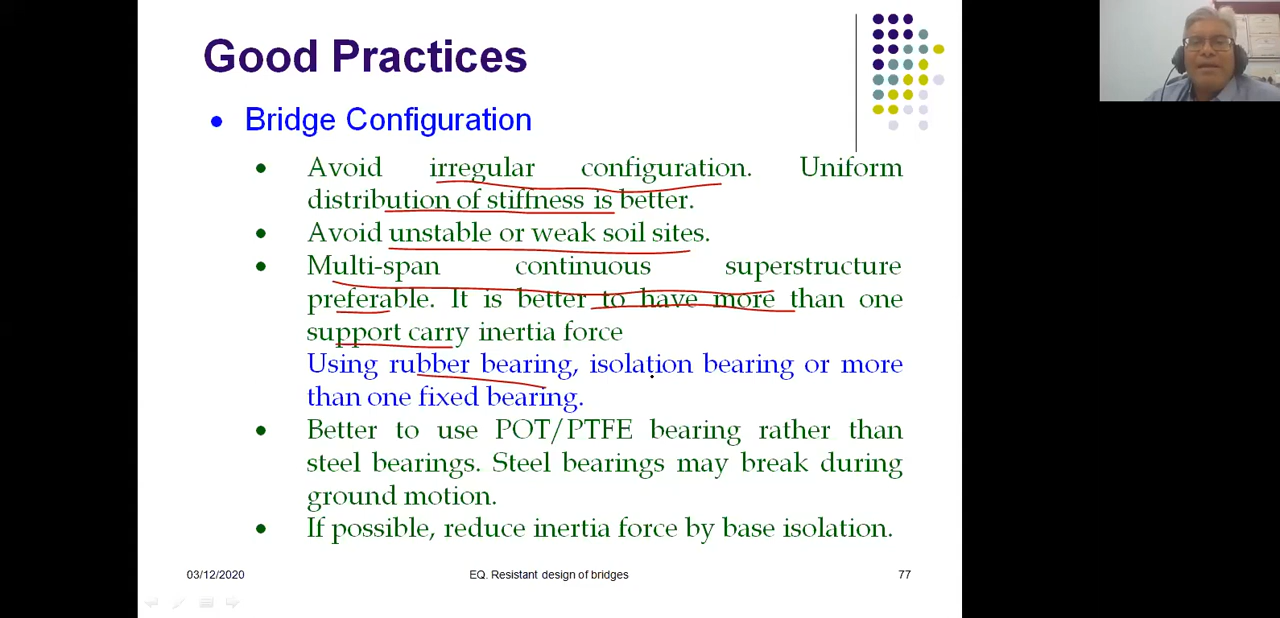 Good Practices
Bridge Configuration
Avoid irregular configuration. Uniform
distribution of stiffness is better.
Avoid unstable or weak soil sites.
Multi-span continuous superstructure
preferable. It is better to have more than one
support carry inertia force
Using rubber bearing, isolation bearing or more
than one fixed bearing.
Better to use POT/PTFE bearing rather than
steel bearings. Steel bearings may break during
ground motion.
If possible, reduce inertia force by base isolation.
03/12/2020
EQ. Resistant design of bridges
77